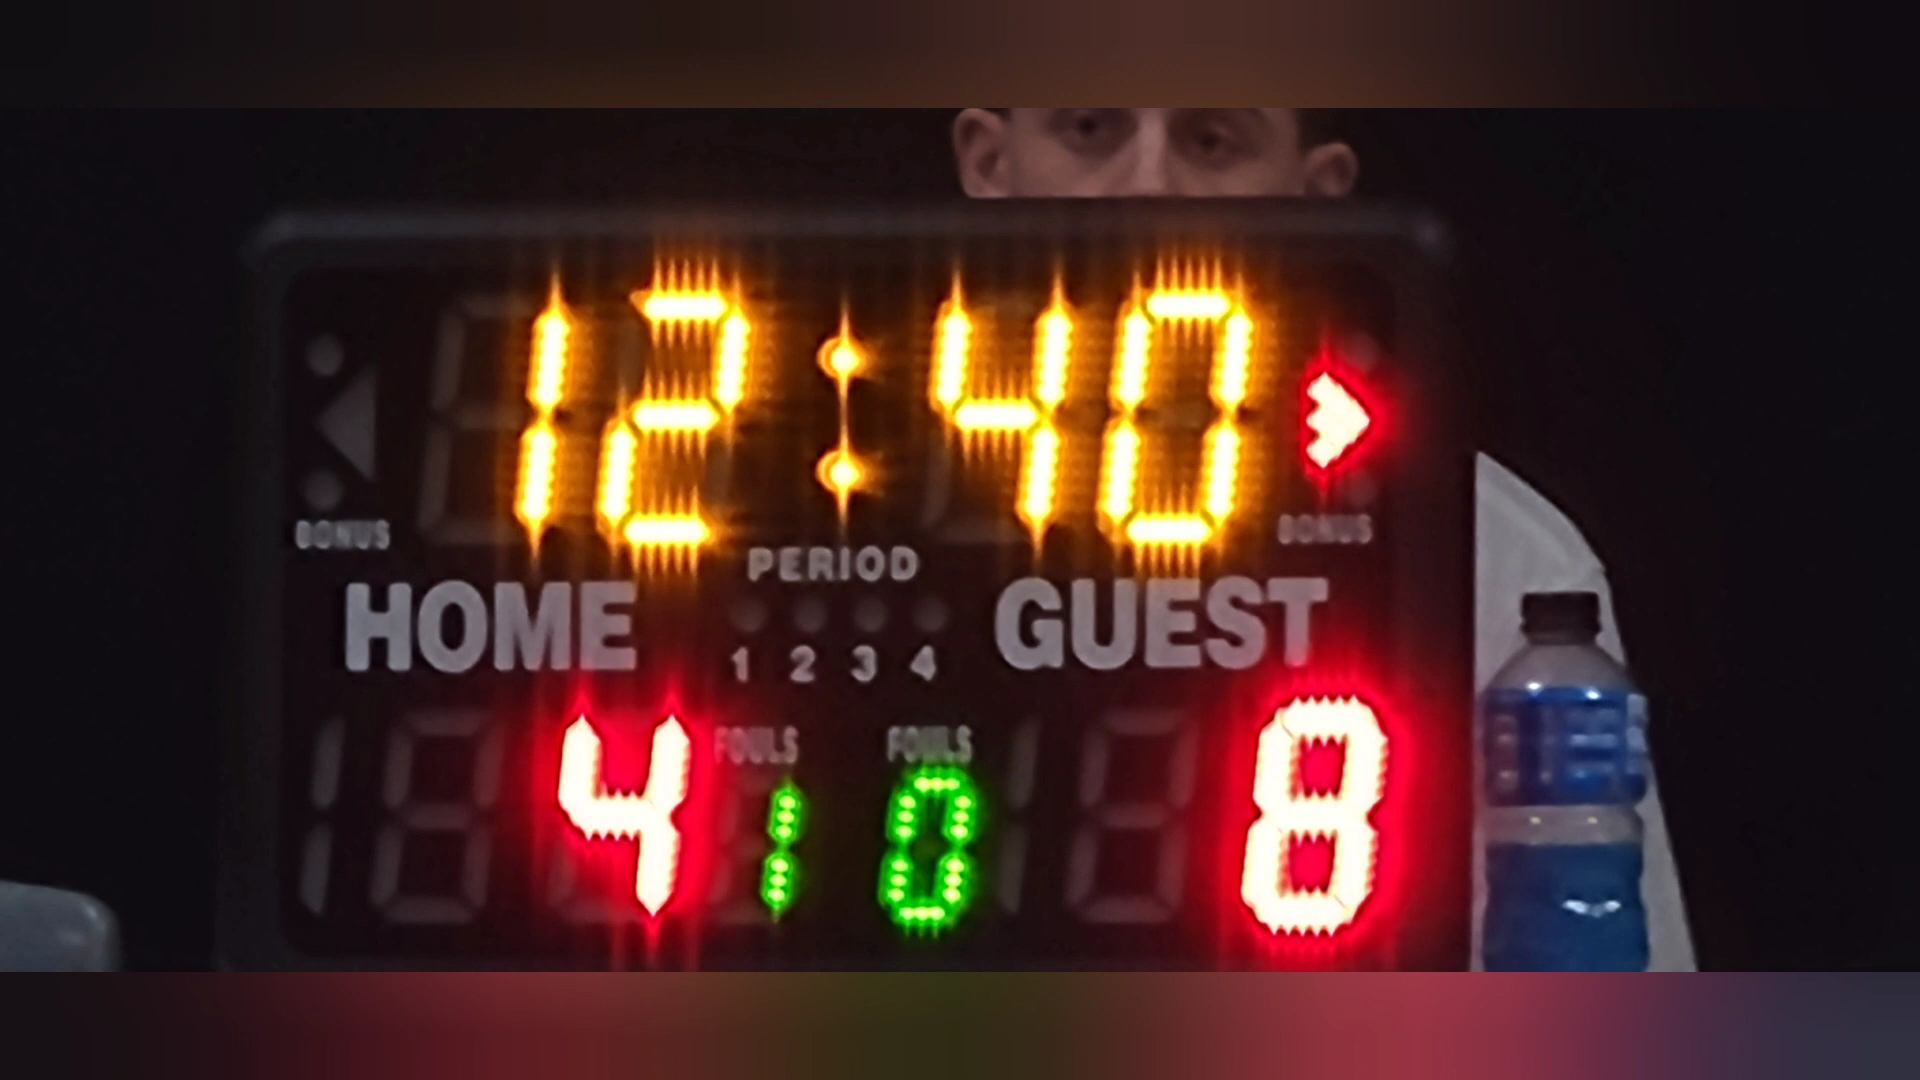 12:40
BONUS PERIOD BONUS
HOME GUEST
1 2 3 4
4 FOULS 1 FOULS 0 8